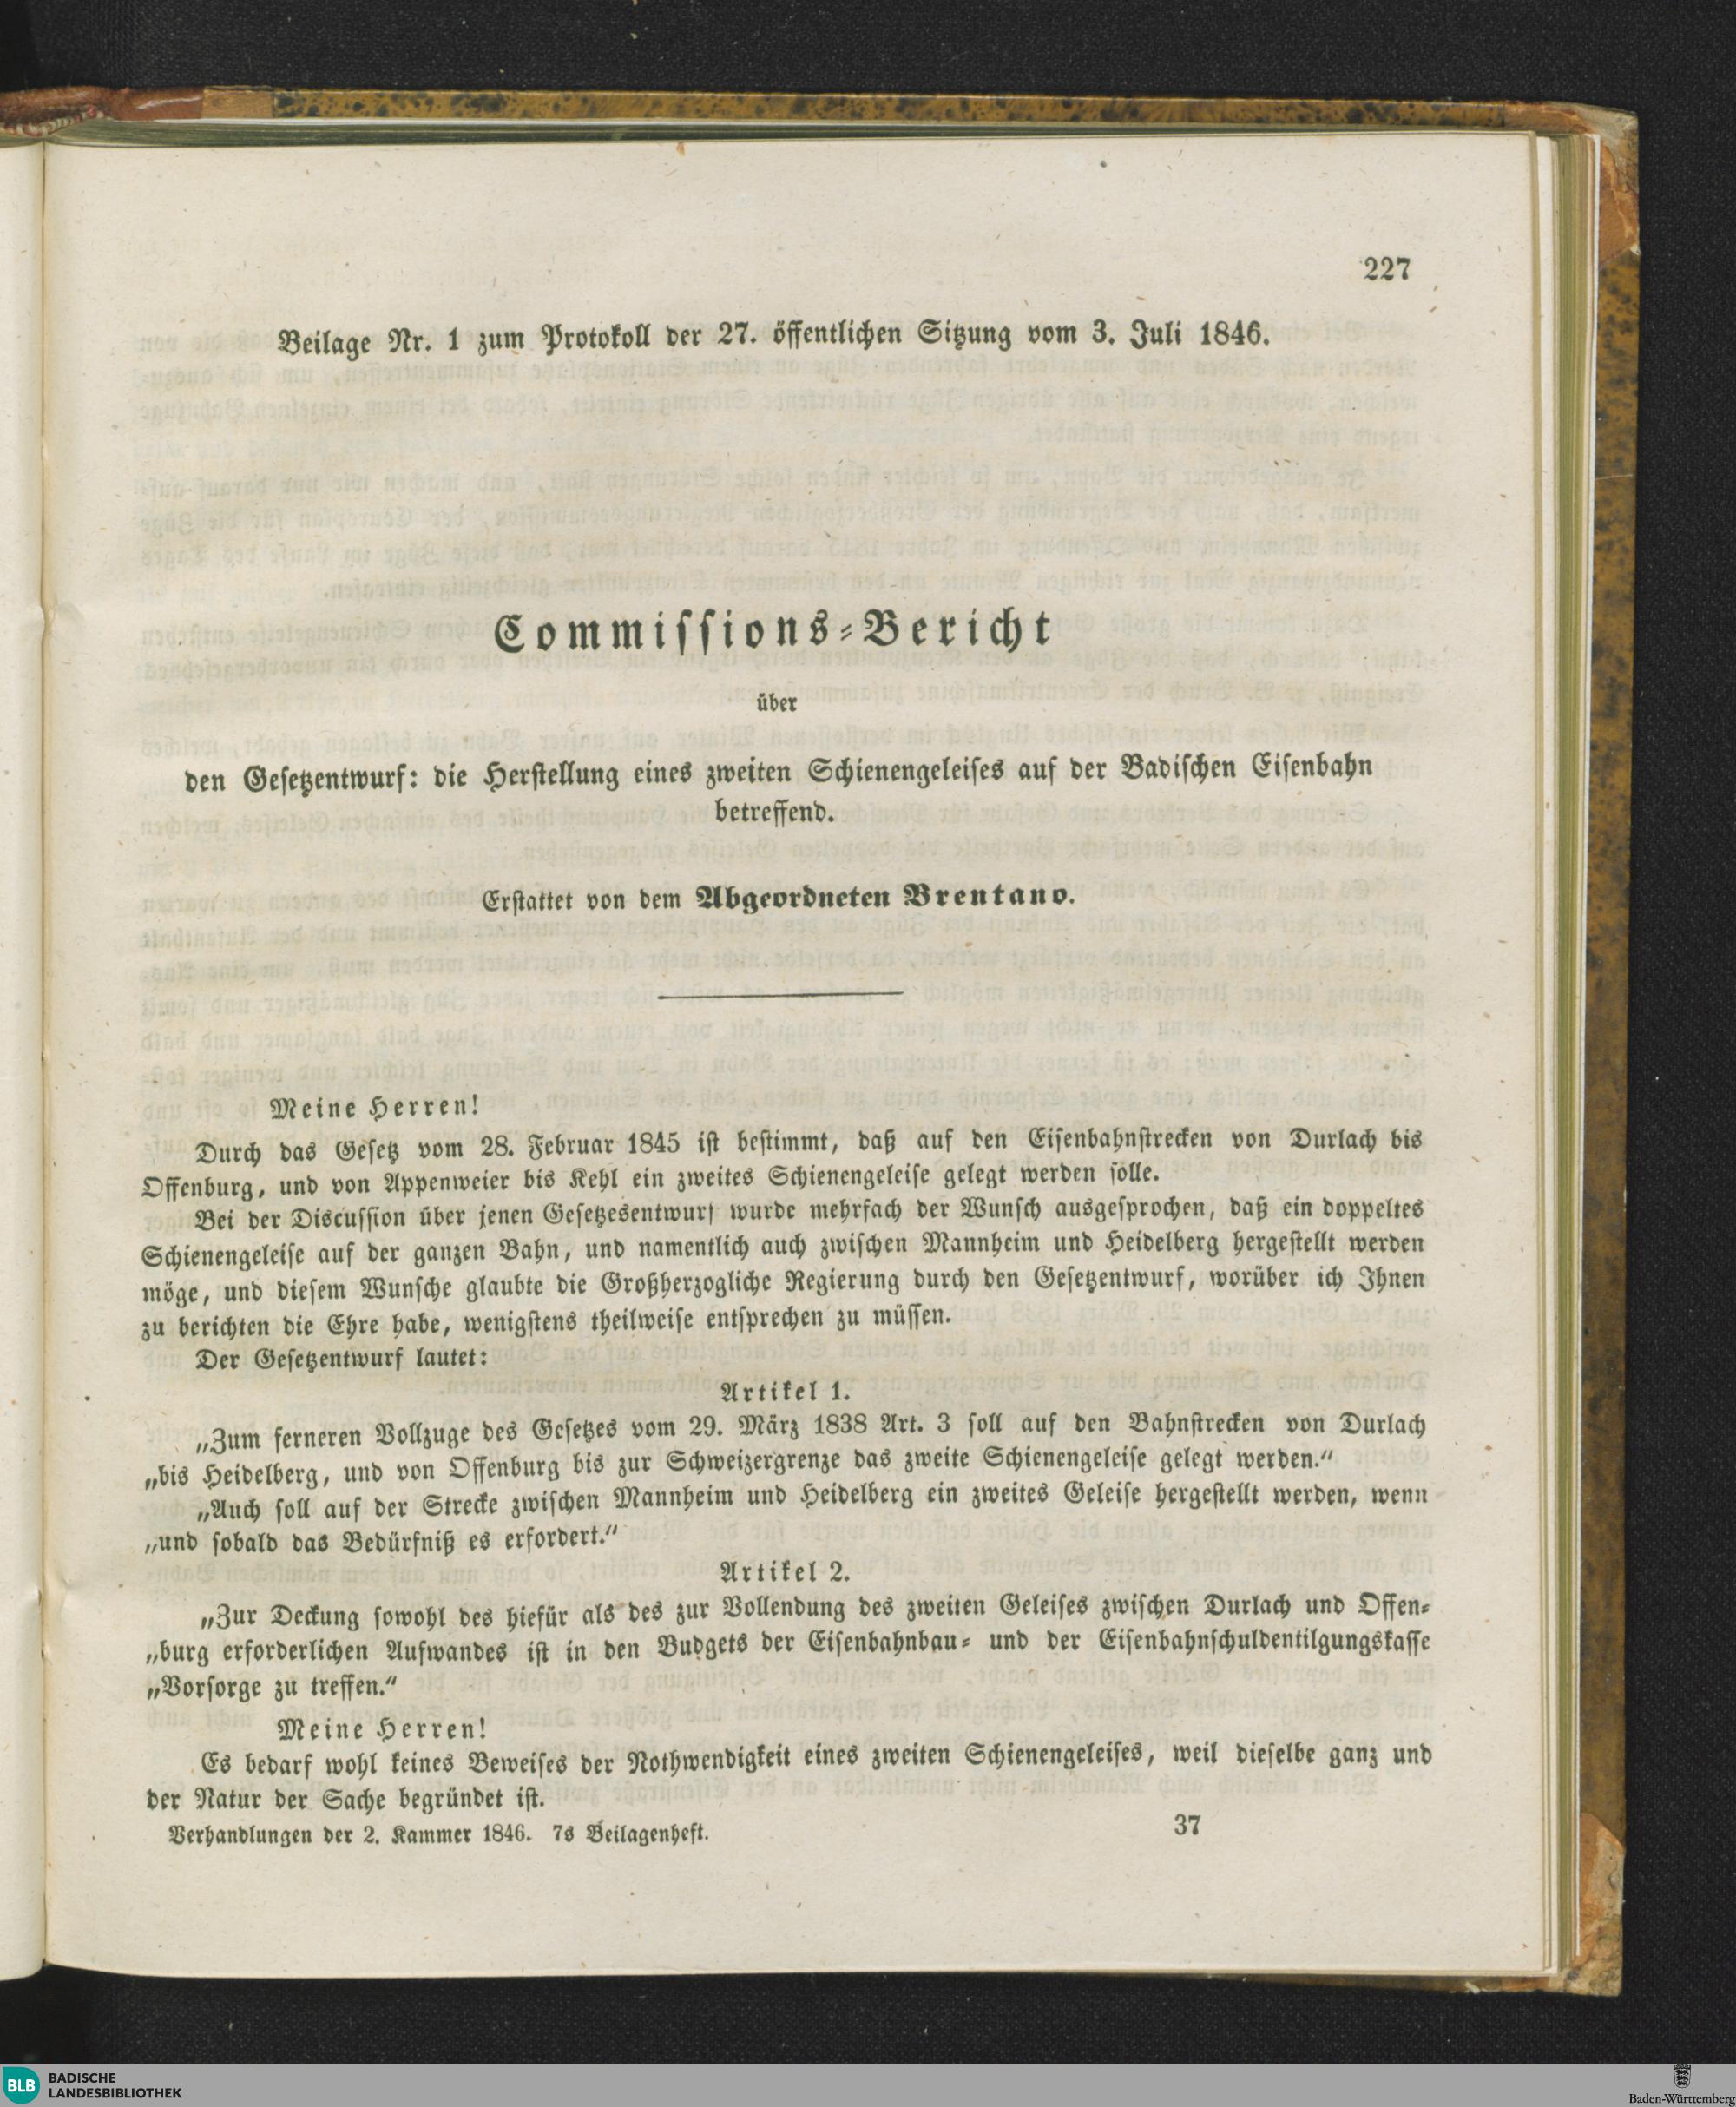 227
Beilage Nr. 1 zum Protokoll der 27. öffentlichen Sitzung vom 3. Juli 1846.
Commissions-Bericht
über
den Gesetzentwurf: die Herstellung eines zweiten Schienengeleises auf der Badischen Eisenbahn
betreffend.
Erstattet von dem Abgeordneten Brentano.
Meine Herren!
Durch das Gesetz vom 28. Februar 1845 ist bestimmt, daß auf den Eisenbahnstrecken von Durlach bis
Offenburg, und von Appenweier bis Kehl ein zweites Schienengeleise gelegt werden solle.
Bei der Discussion über jenen Gesetzesentwurf wurde mehrfach der Wunsch ausgesprochen, daß ein doppeltes
Schienengeleise auf der ganzen Bahn, und namentlich auch zwischen Mannheim und Heidelberg hergestellt werden
möge, und diesem Wunsche glaubte die Großherzogliche Regierung durch den Gesetzentwurf, worüber ich Ihnen
zu berichten die Ehre habe, wenigstens theilweise entsprechen zu müssen.
Der Gesetzentwurf lautet:
Artikel 1.
„Zum ferneren Vollzuge des Gesetzes vom 29. März 1838 Art. 3 soll auf den Bahnstrecken von Durlach
„bis Heidelberg, und von Offenburg bis zur Schweizergrenze das zweite Schienengeleise gelegt werden.“
„Auch soll auf der Strecke zwischen Mannheim und Heidelberg ein zweites Geleise hergestellt werden, wenn
„und sobald das Bedürfniß es erfordert.“
Artikel 2.
„Zur Deckung sowohl des hiefür als des zur Vollendung des zweiten Geleises zwischen Durlach und Offen-
„burg erforderlichen Aufwandes ist in den Budgets der Eisenbahnbau- und der Eisenbahnschuldentilgungskasse
„Vorsorge zu treffen.“
Meine Herren!
Es bedarf wohl keines Beweises der Nothwendigkeit eines zweiten Schienengeleises, weil dieselbe ganz und
der Natur der Sache begründet ist.
Verhandlungen der 2. Kammer 1846. 7s Beilagenheft.
37
BLB BADISCHE
LANDESBIBLIOTHEK
Baden-Württemberg